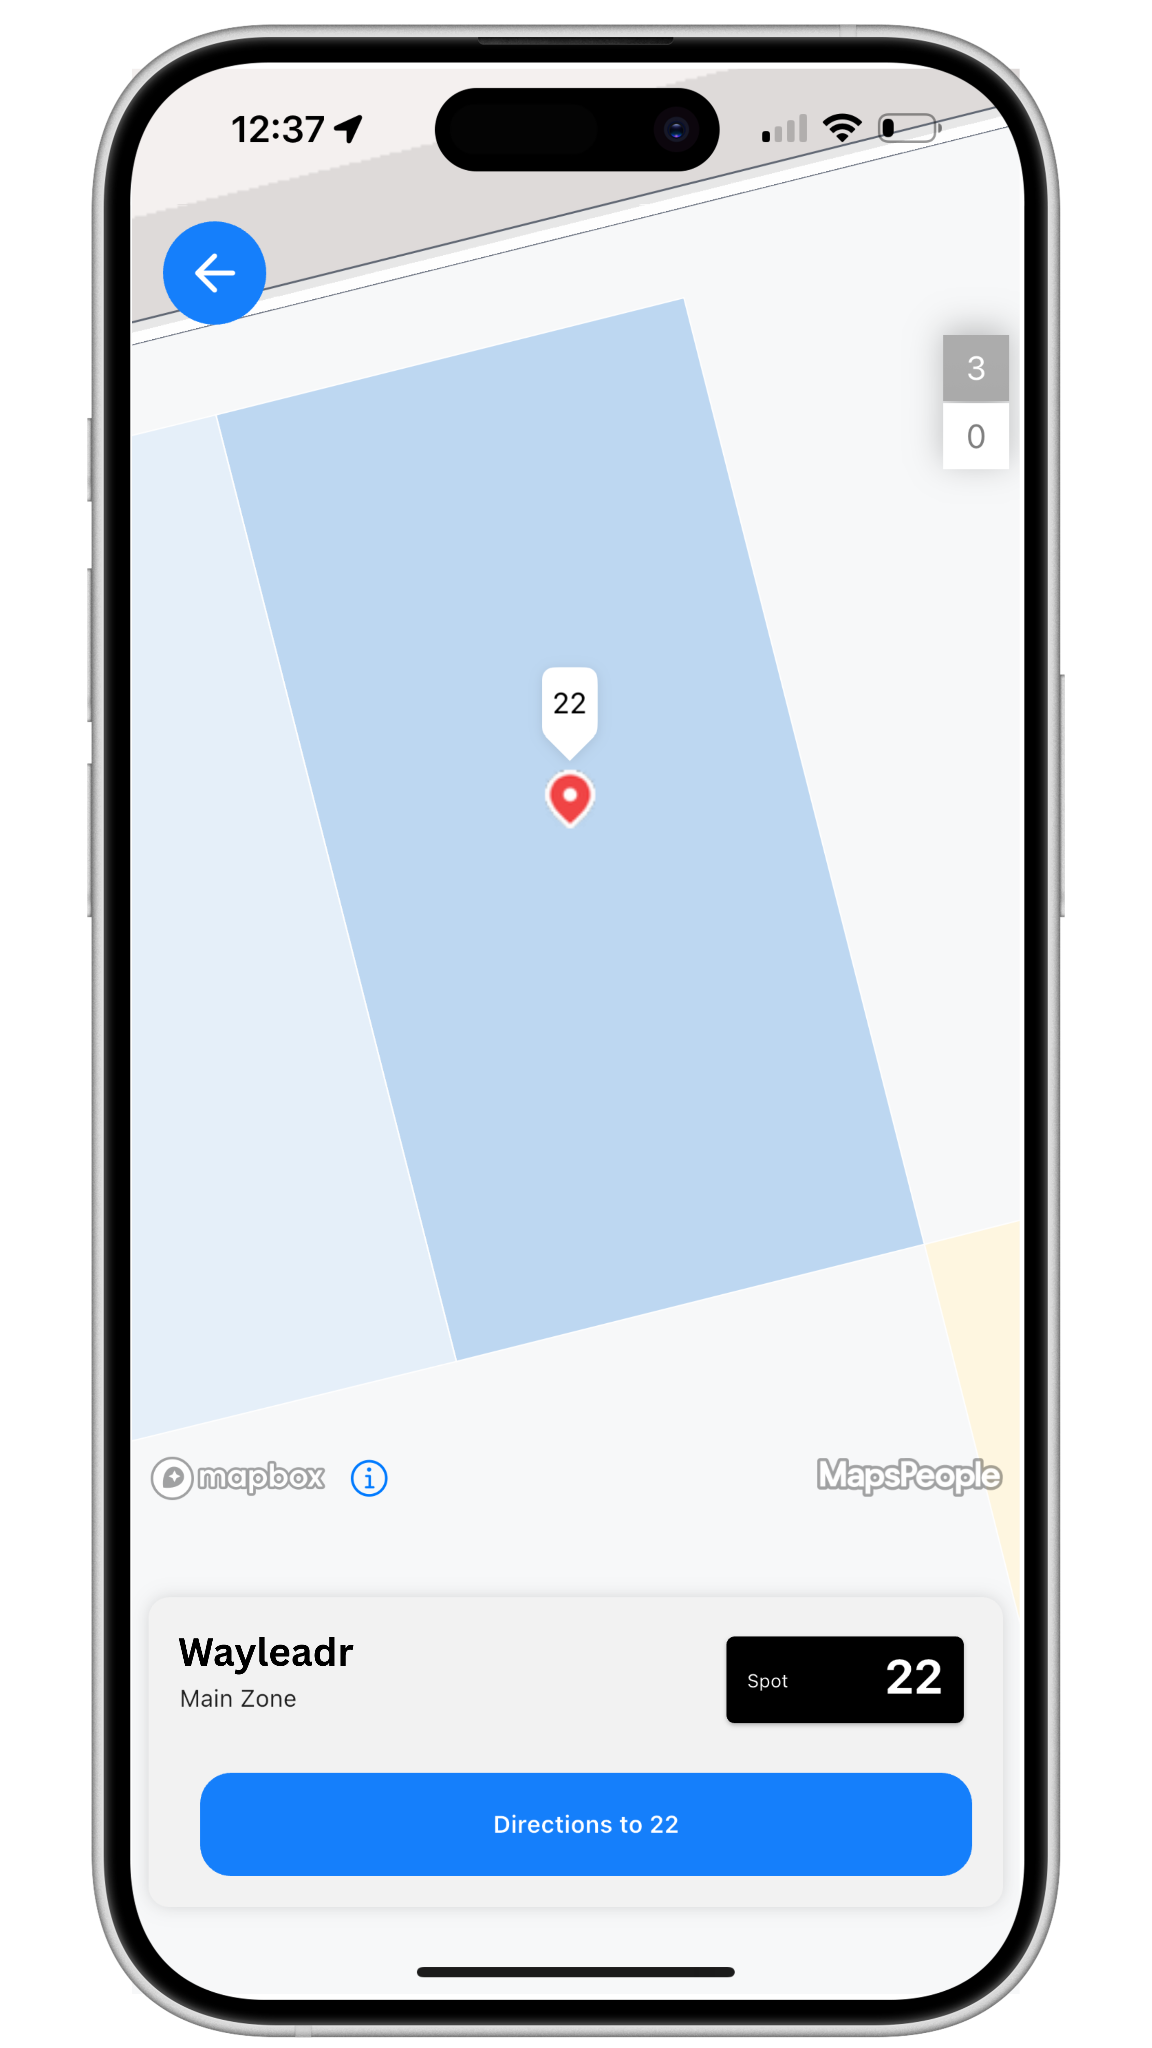 12:37
3
0
22
mapbox
MapsPeople
Wayleadr
Main Zone
Spot 22
Directions to 22